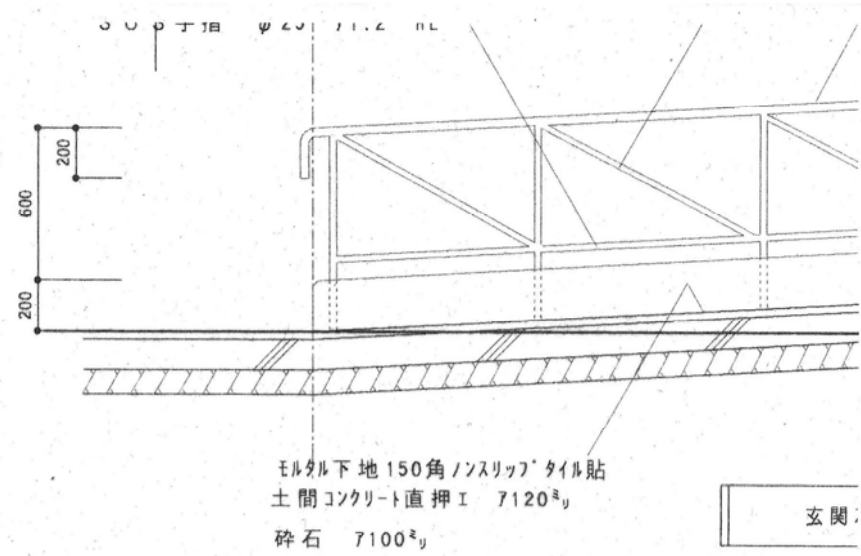 200
600
200
モルタル下地150角ノンスリップタイル貼
土間コンクリート直押エ ア120ミリ
砕石 ア100ミリ
玄関